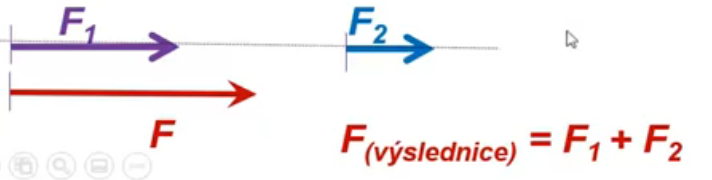 F₁ F₂
F
F(výslednice) = F₁ + F₂